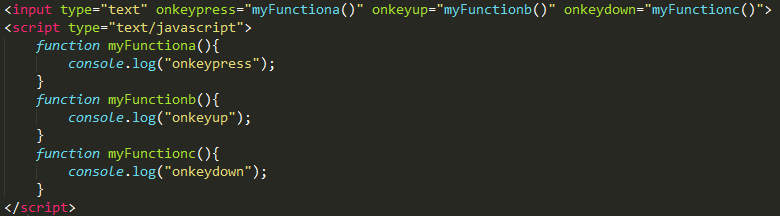 <input type="text" onkeypress="myFunctiona()" onkeyup="myFunctionb()" onkeydown="myFunctionc()">
<script type="text/javascript">
    function myFunctiona(){
        console.log("onkeypress");
    }
    function myFunctionb(){
        console.log("onkeyup");
    }
    function myFunctionc(){
        console.log("onkeydown");
    }
</script>